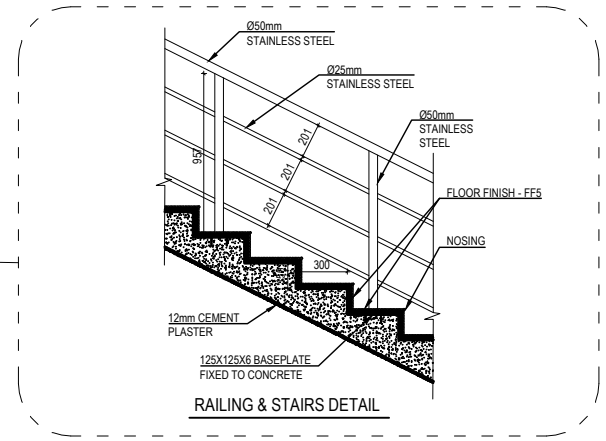 Ø50mm
STAINLESS STEEL
Ø25mm
STAINLESS STEEL
Ø50mm
STAINLESS
STEEL
201
201
201
957
FLOOR FINISH - FF5
NOSING
300
12mm CEMENT
PLASTER
125X125X6 BASEPLATE
FIXED TO CONCRETE
RAILING & STAIRS DETAIL